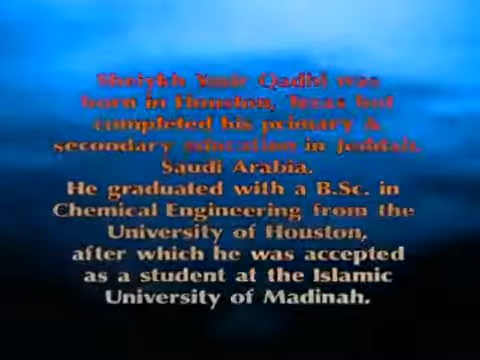 Sheiykh Yasir Qadhi was
born in Houston, Texas but
completed his primary &
secondary education in Jeddah,
Saudi Arabia.
He graduated with a B.Sc. in
Chemical Engineering from the
University of Houston,
after which he was accepted
as a student at the Islamic
University of Madinah.